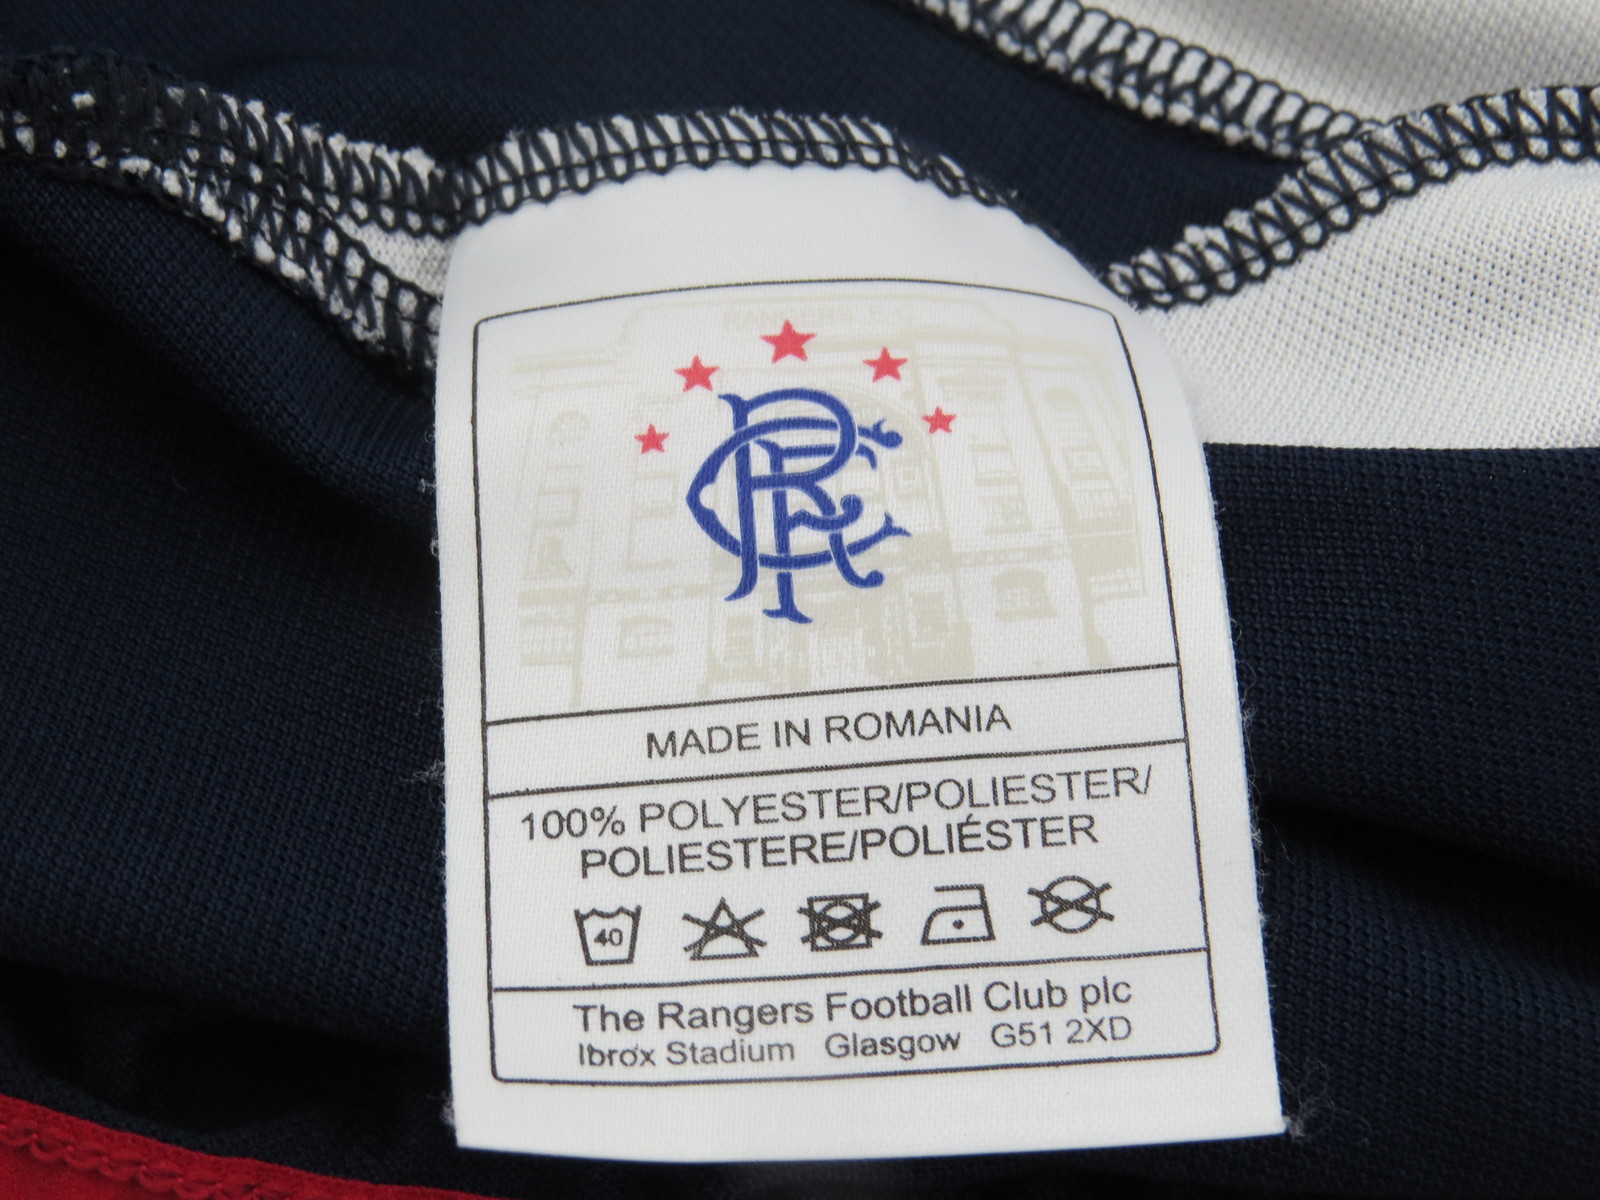 RANGERS F.C.
MADE IN ROMANIA
100% POLYESTER/POLIESTER/
POLIESTERE/POLIÉSTER
40
The Rangers Football Club plc
Ibrox Stadium Glasgow G51 2XD